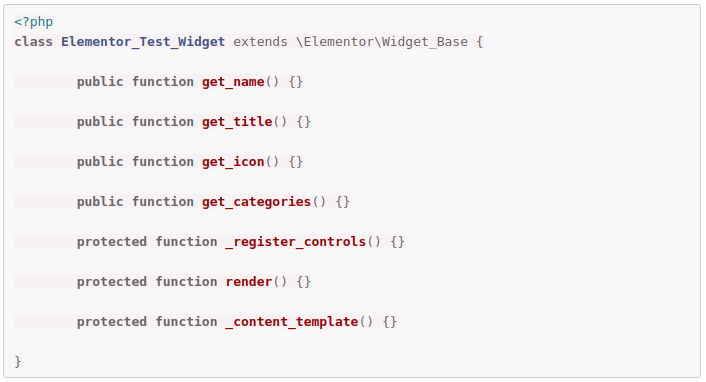 <?php
class Elementor_Test_Widget extends \Elementor\Widget_Base {
public function get_name() {}
public function get_title() {}
public function get_icon() {}
public function get_categories() {}
protected function _register_controls() {}
protected function render() {}
protected function _content_template() {}
}